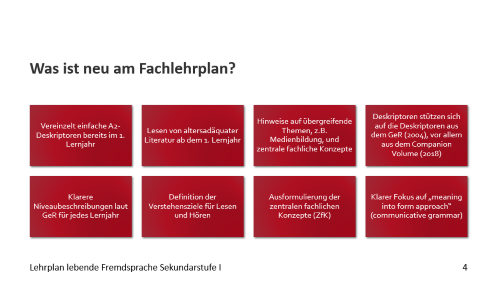 Was ist neu am Fachlehrplan?
Vereinzelt einfache A2-
Deskriptoren bereits im 1.
Lernjahr
Lesen von altersadäquater
Literatur ab dem 1. Lernjahr
Hinweise auf übergreifende
Themen, z.B.
Medienbildung, und
zentrale fachliche Konzepte
Deskriptoren stützen sich
auf die Deskriptoren aus
dem GeR (2004), vor allem
aus dem Companion
Volume (2018)
Klarere
Niveaubeschreibungen laut
GeR für jedes Lernjahr
Definition der
Verstehensziele für Lesen
und Hören
Ausformulierung der
zentralen fachlichen
Konzepte (ZfK)
Klarer Fokus auf „meaning
into form approach“
(communicative grammar)
Lehrplan lebende Fremdsprache Sekundarstufe I
4